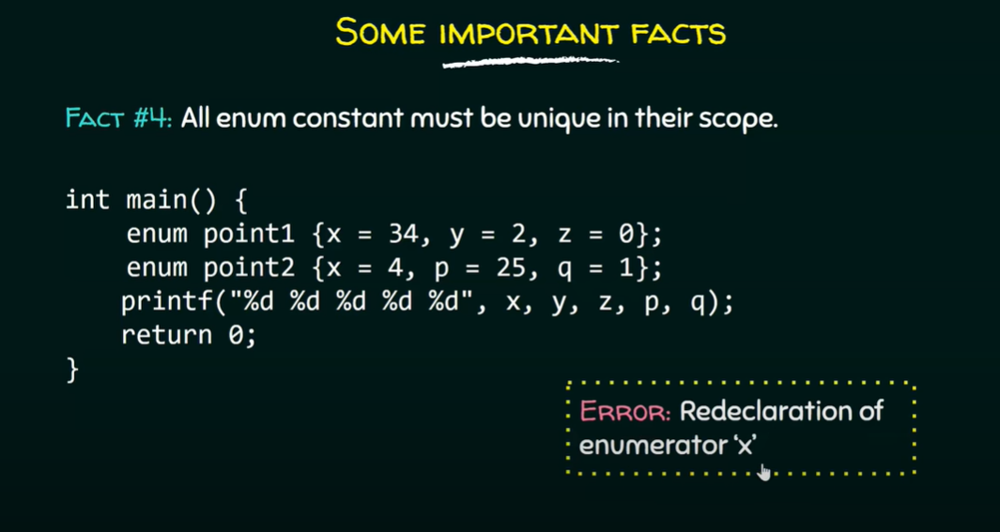 SOME IMPORTANT FACTS
FACT #4: All enum constant must be unique in their scope.
int main() {
    enum point1 {x = 34, y = 2, z = 0};
    enum point2 {x = 4, p = 25, q = 1};
    printf("%d %d %d %d %d", x, y, z, p, q);
    return 0;
}
ERROR: Redeclaration of
enumerator ‘x’